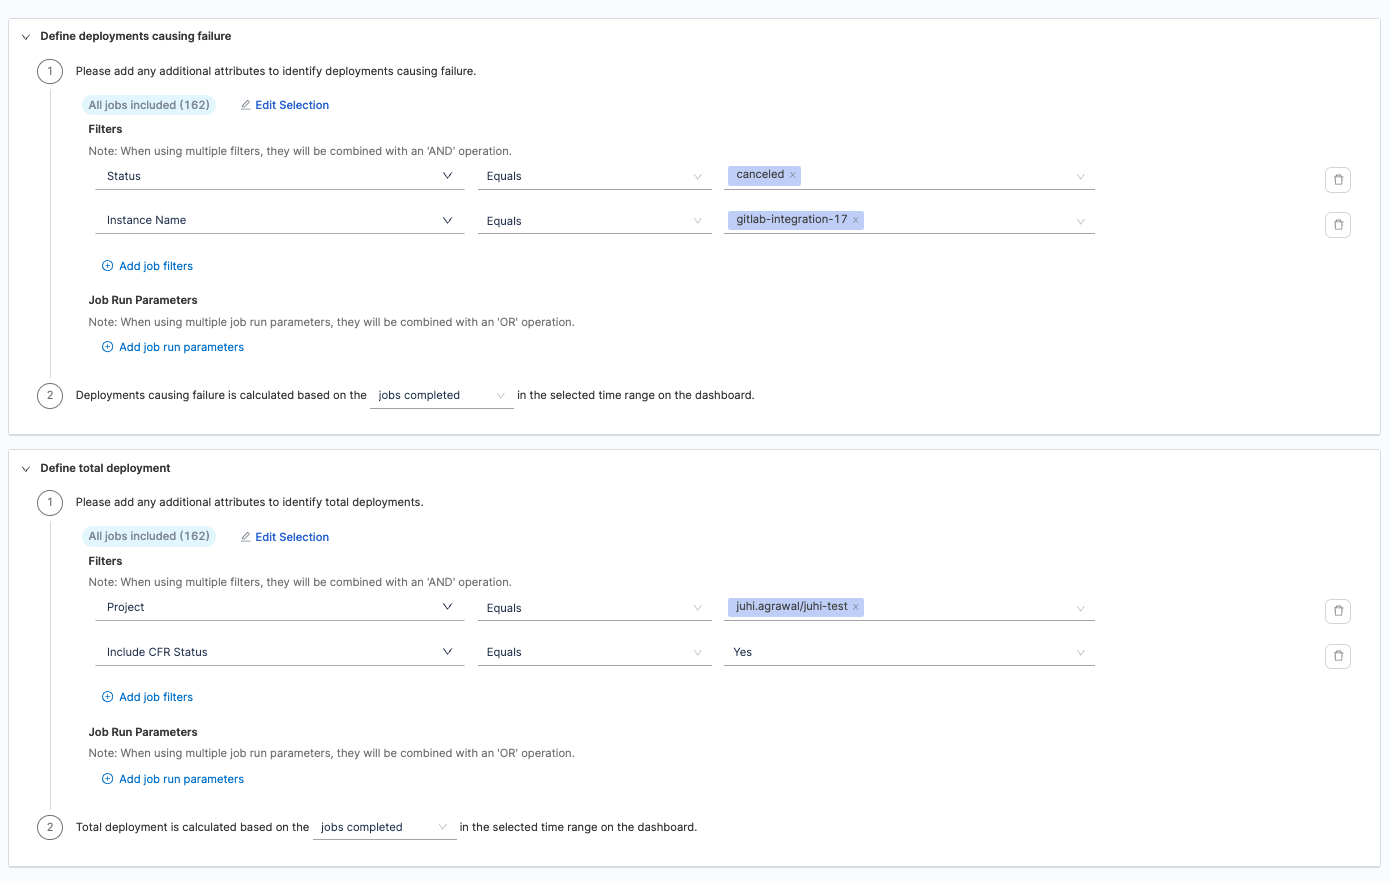 Define deployments causing failure
1 Please add any additional attributes to identify deployments causing failure.
All jobs included (162) Edit Selection
Filters
Note: When using multiple filters, they will be combined with an 'AND' operation.
Status Equals canceled ×
Instance Name Equals gitlab-integration-17 ×
Add job filters
Job Run Parameters
Note: When using multiple job run parameters, they will be combined with an 'OR' operation.
Add job run parameters
2 Deployments causing failure is calculated based on the jobs completed in the selected time range on the dashboard.
Define total deployment
1 Please add any additional attributes to identify total deployments.
All jobs included (162) Edit Selection
Filters
Note: When using multiple filters, they will be combined with an 'AND' operation.
Project Equals juhi.agrawal/juhi-test ×
Include CFR Status Equals Yes
Add job filters
Job Run Parameters
Note: When using multiple job run parameters, they will be combined with an 'OR' operation.
Add job run parameters
2 Total deployment is calculated based on the jobs completed in the selected time range on the dashboard.